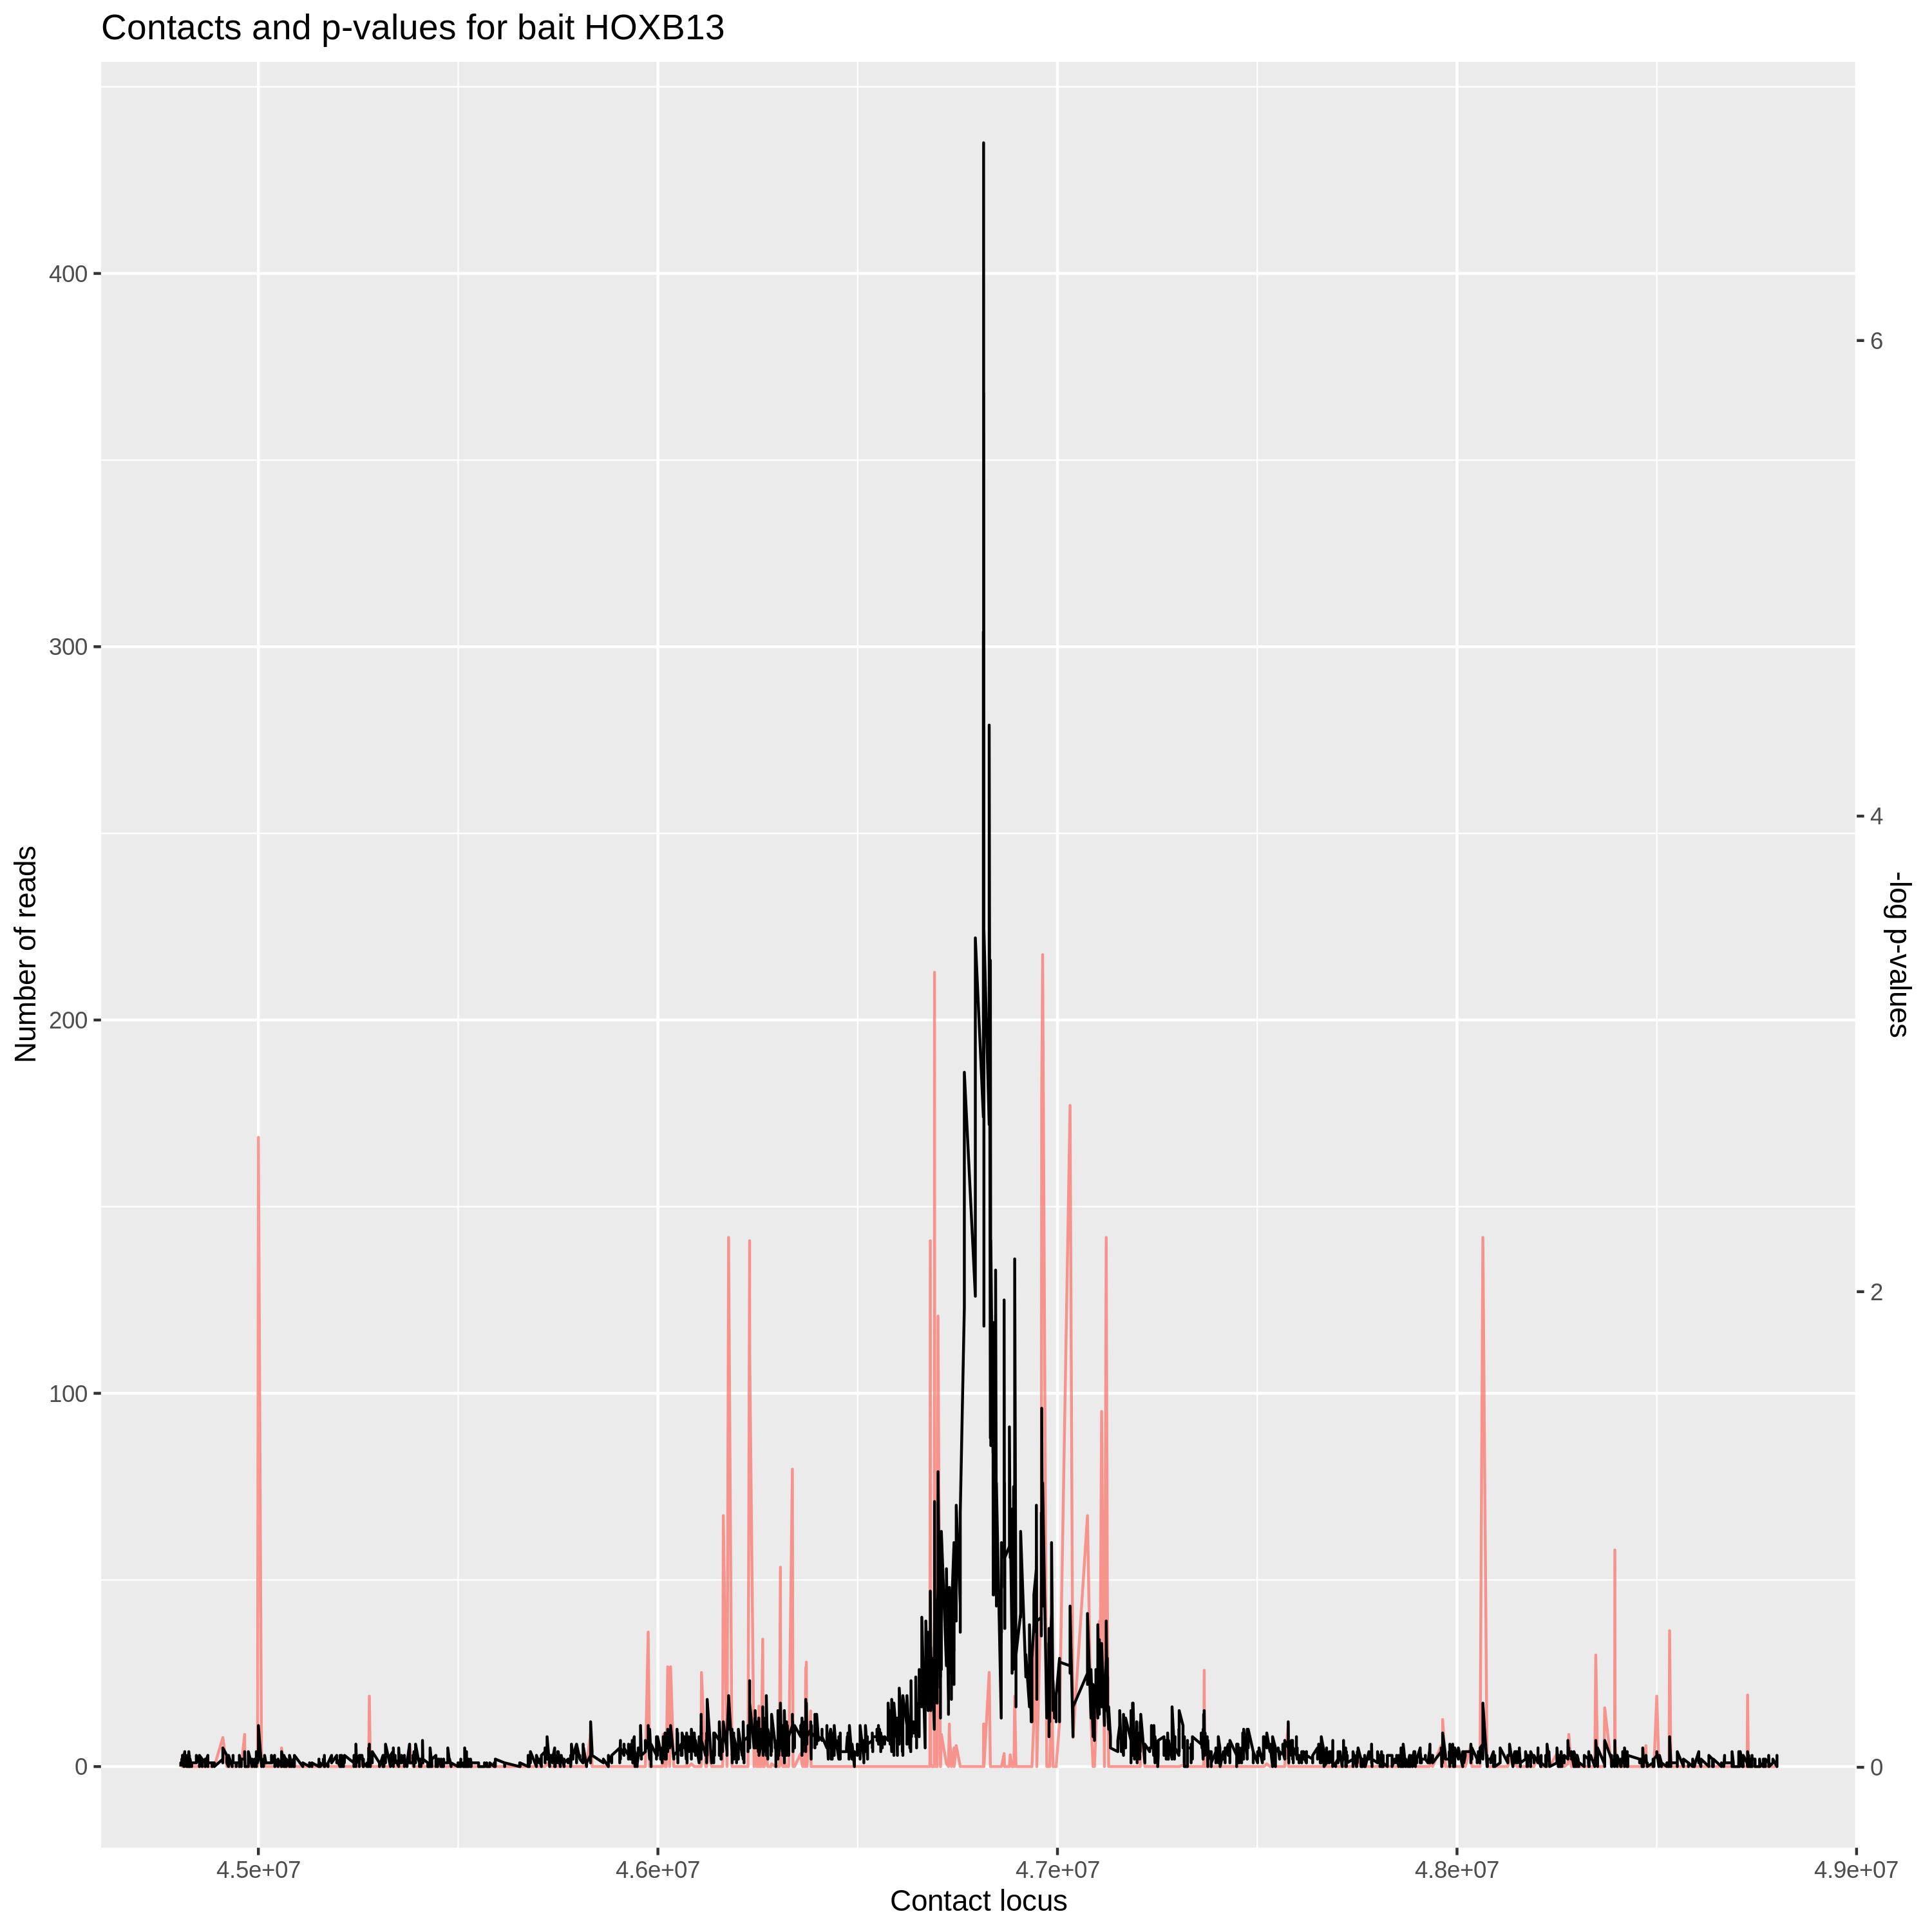 Contacts and p-values for bait HOXB13
400
300
200
100
0
Number of reads
6
4
2
0
-log p-values
4.5e+07
4.6e+07
4.7e+07
4.8e+07
4.9e+07
Contact locus